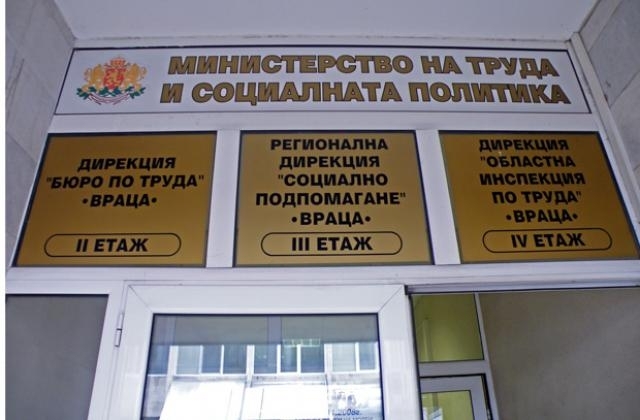 МИНИСТЕРСТВО НА ТРУДА
И СОЦИАЛНАТА ПОЛИТИКА
ДИРЕКЦИЯ
"БЮРО ПО ТРУДА"
•ВРАЦА•
II ЕТАЖ
РЕГИОНАЛНА
ДИРЕКЦИЯ
"СОЦИАЛНО
ПОДПОМАГАНЕ"
•ВРАЦА•
III ЕТАЖ
ДИРЕКЦИЯ
"ОБЛАСТНА
ИНСПЕКЦИЯ
ПО ТРУДА"
•ВРАЦА•
IV ЕТАЖ